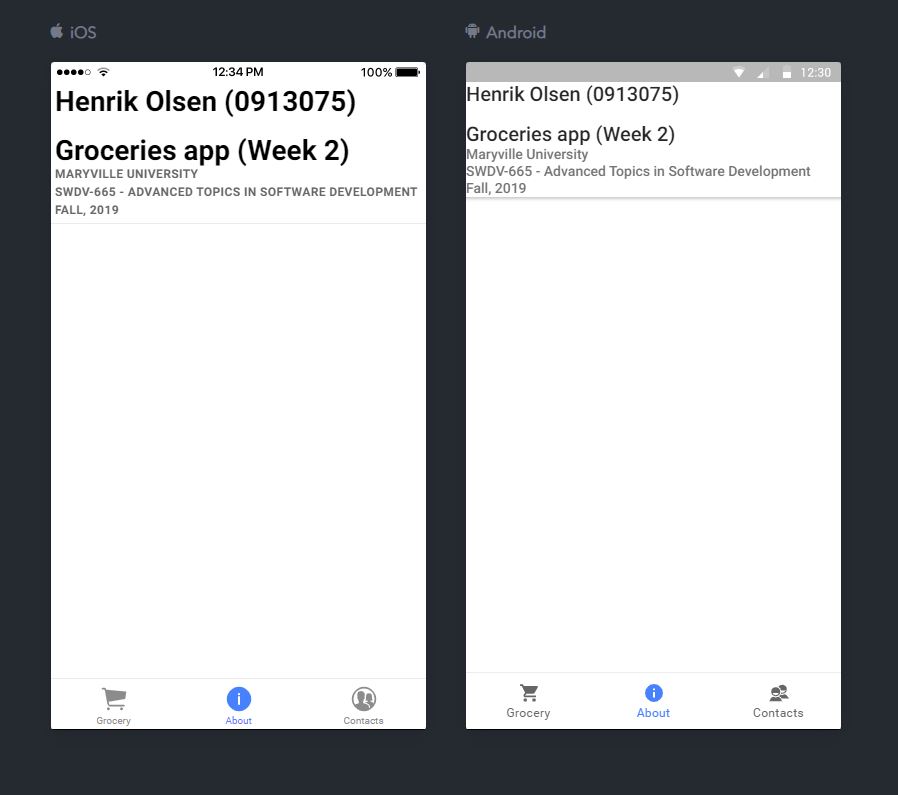 iOS
12:34 PM
100%
Henrik Olsen (0913075)
Groceries app (Week 2)
MARYVILLE UNIVERSITY
SWDV-665 - ADVANCED TOPICS IN SOFTWARE DEVELOPMENT
FALL, 2019
Grocery
About
Contacts
Android
12:30
Henrik Olsen (0913075)
Groceries app (Week 2)
Maryville University
SWDV-665 - Advanced Topics in Software Development
Fall, 2019
Grocery
About
Contacts